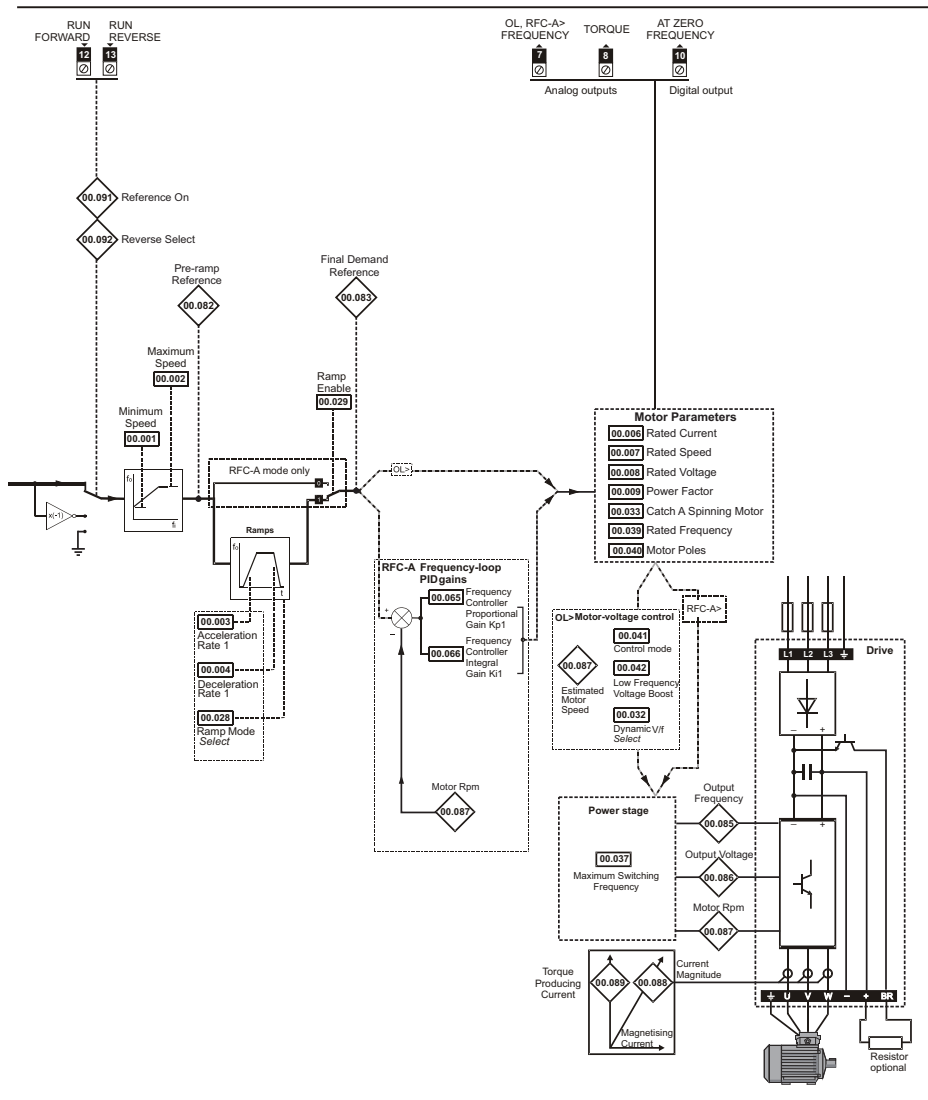 RUN
FORWARD
RUN
REVERSE
12
13
OL, RFC-A>
FREQUENCY
TORQUE
AT ZERO
FREQUENCY
7
8
10
Analog outputs
Digital output
00.091
Reference On
00.092
Reverse Select
Pre-ramp
Reference
00.082
Final Demand
Reference
00.083
Maximum
Speed
00.002
Minimum
Speed
00.001
Ramp
Enable
00.029
RFC-A mode only
0
1
OL>
x(-1)
fo
fi
Ramps
fo
t
00.003
Acceleration
Rate 1
00.004
Deceleration
Rate 1
00.028
Ramp Mode
Select
RFC-A Frequency-loop
PID gains
+
−
00.065
Frequency
Controller
Proportional
Gain Kp1
00.066
Frequency
Controller
Integral
Gain Ki1
Motor Rpm
00.087
Motor Parameters
00.006 Rated Current
00.007 Rated Speed
00.008 Rated Voltage
00.009 Power Factor
00.033 Catch A Spinning Motor
00.039 Rated Frequency
00.040 Motor Poles
RFC-A>
OL> Motor-voltage control
00.041
Control mode
00.087
Estimated
Motor
Speed
00.042
Low Frequency
Voltage Boost
00.032
Dynamic V/f
Select
Power stage
00.037
Maximum Switching
Frequency
Output
Frequency
00.085
Output Voltage
00.086
Motor Rpm
00.087
Torque
Producing
Current
00.089
00.088
Current
Magnitude
Magnetising
Current
L1 L2 L3
Drive
− +
− +
U V W − + BR
Resistor
optional